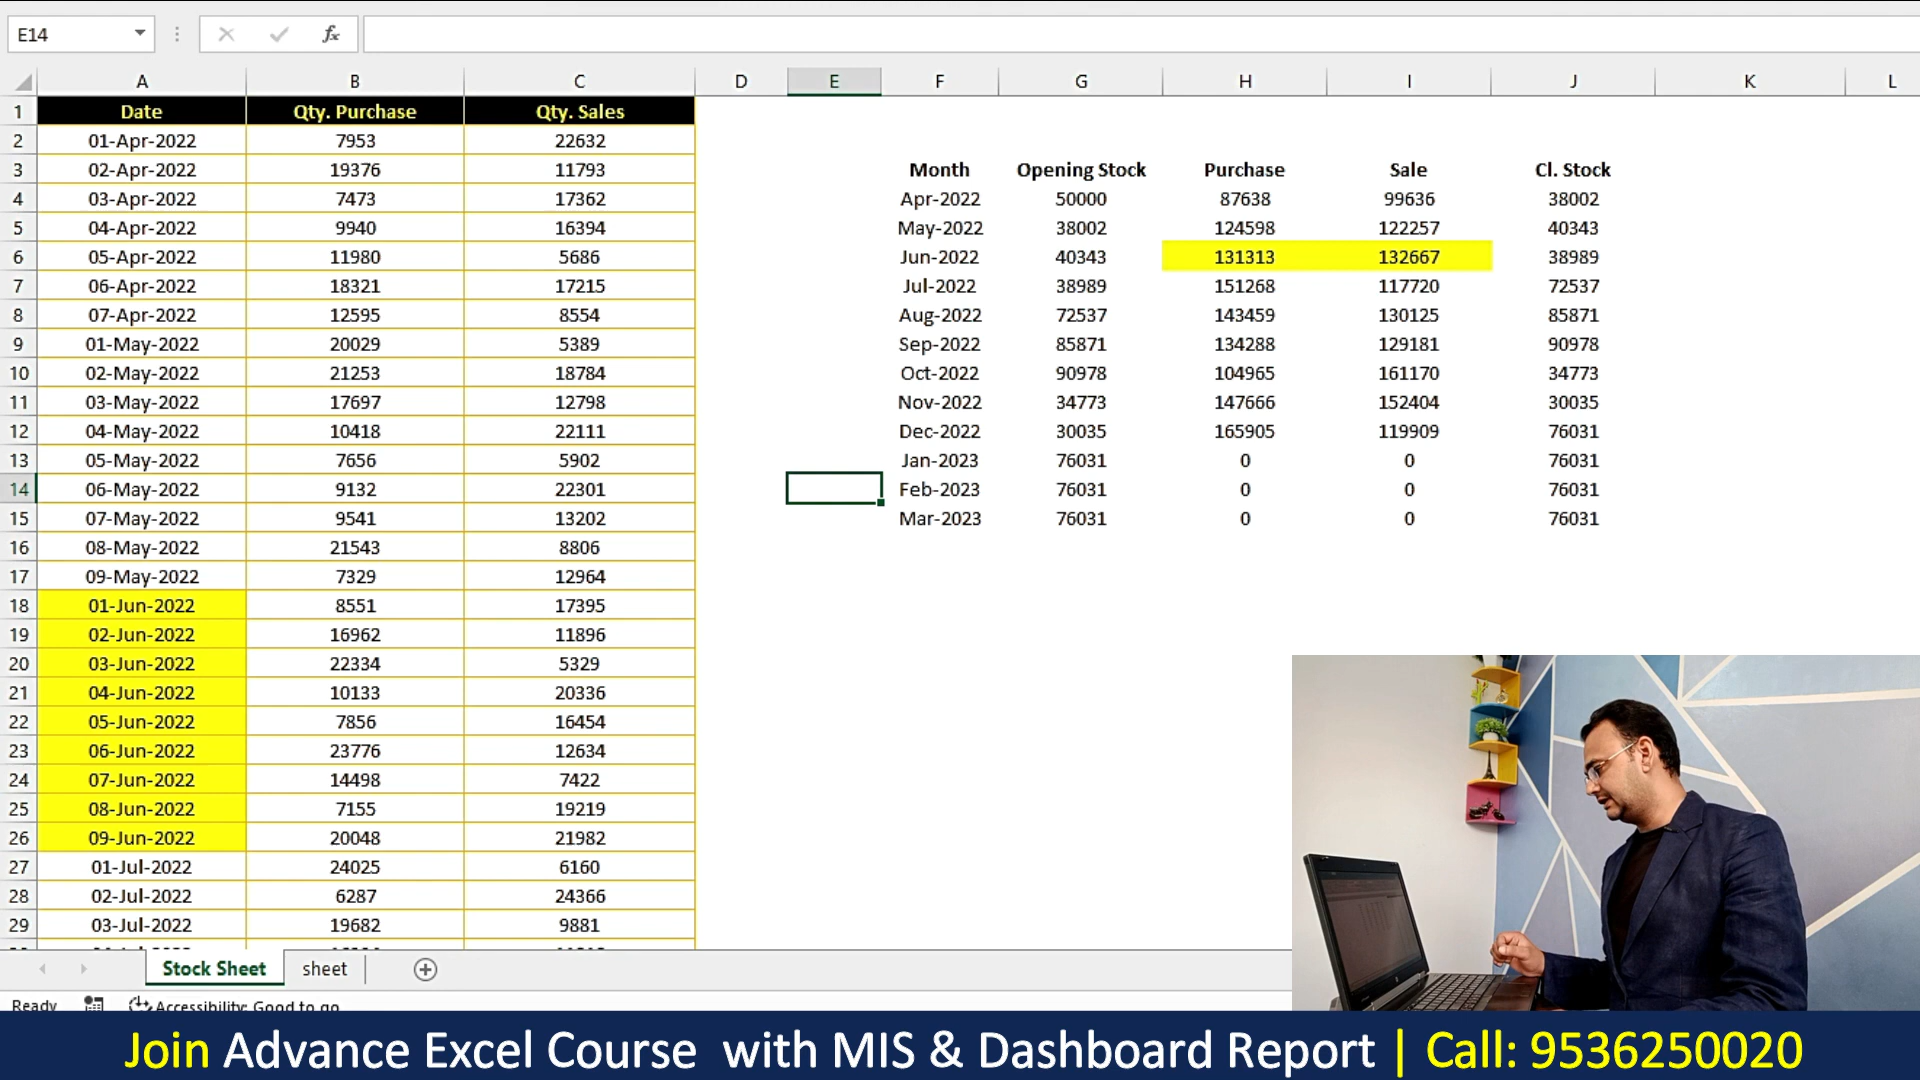 E14 fx
A B C D E F G H I J K L
1 Date Qty. Purchase Qty. Sales
2 01-Apr-2022 7953 22632
3 02-Apr-2022 19376 11793 Month Opening Stock Purchase Sale Cl. Stock
4 03-Apr-2022 7473 17362 Apr-2022 50000 87638 99636 38002
5 04-Apr-2022 9940 16394 May-2022 38002 124598 122257 40343
6 05-Apr-2022 11980 5686 Jun-2022 40343 131313 132667 38989
7 06-Apr-2022 18321 17215 Jul-2022 38989 151268 117720 72537
8 07-Apr-2022 12595 8554 Aug-2022 72537 143459 130125 85871
9 01-May-2022 20029 5389 Sep-2022 85871 134288 129181 90978
10 02-May-2022 21253 18784 Oct-2022 90978 104965 161170 34773
11 03-May-2022 17697 12798 Nov-2022 34773 147666 152404 30035
12 04-May-2022 10418 22111 Dec-2022 30035 165905 119909 76031
13 05-May-2022 7656 5902 Jan-2023 76031 0 0 76031
14 06-May-2022 9132 22301 Feb-2023 76031 0 0 76031
15 07-May-2022 9541 13202 Mar-2023 76031 0 0 76031
16 08-May-2022 21543 8806
17 09-May-2022 7329 12964
18 01-Jun-2022 8551 17395
19 02-Jun-2022 16962 11896
20 03-Jun-2022 22334 5329
21 04-Jun-2022 10133 20336
22 05-Jun-2022 7856 16454
23 06-Jun-2022 23776 12634
24 07-Jun-2022 14498 7422
25 08-Jun-2022 7155 19219
26 09-Jun-2022 20048 21982
27 01-Jul-2022 24025 6160
28 02-Jul-2022 6287 24366
29 03-Jul-2022 19682 9881
Stock Sheet sheet
Ready Accessibility: Good to go
Join Advance Excel Course with MIS & Dashboard Report | Call: 9536250020